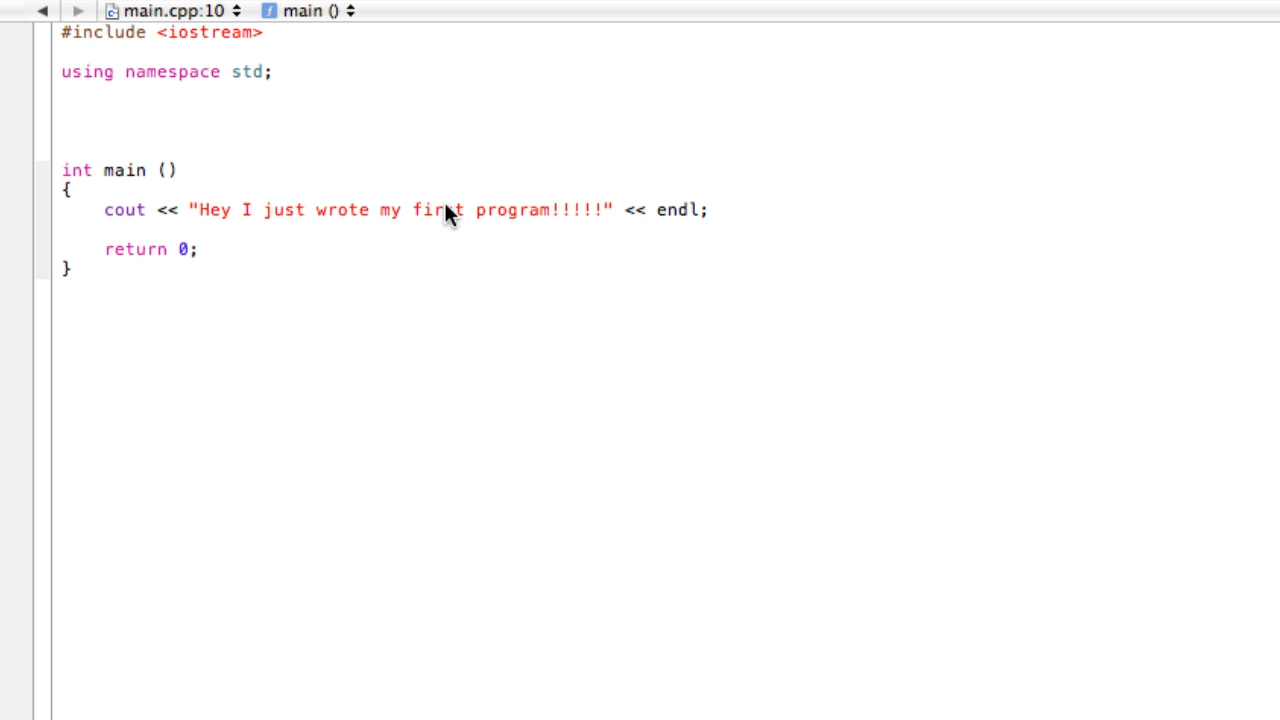 main.cpp:10 main ()
#include <iostream>
using namespace std;
int main ()
{
cout << "Hey I just wrote my first program!!!!!" << endl;
return 0;
}